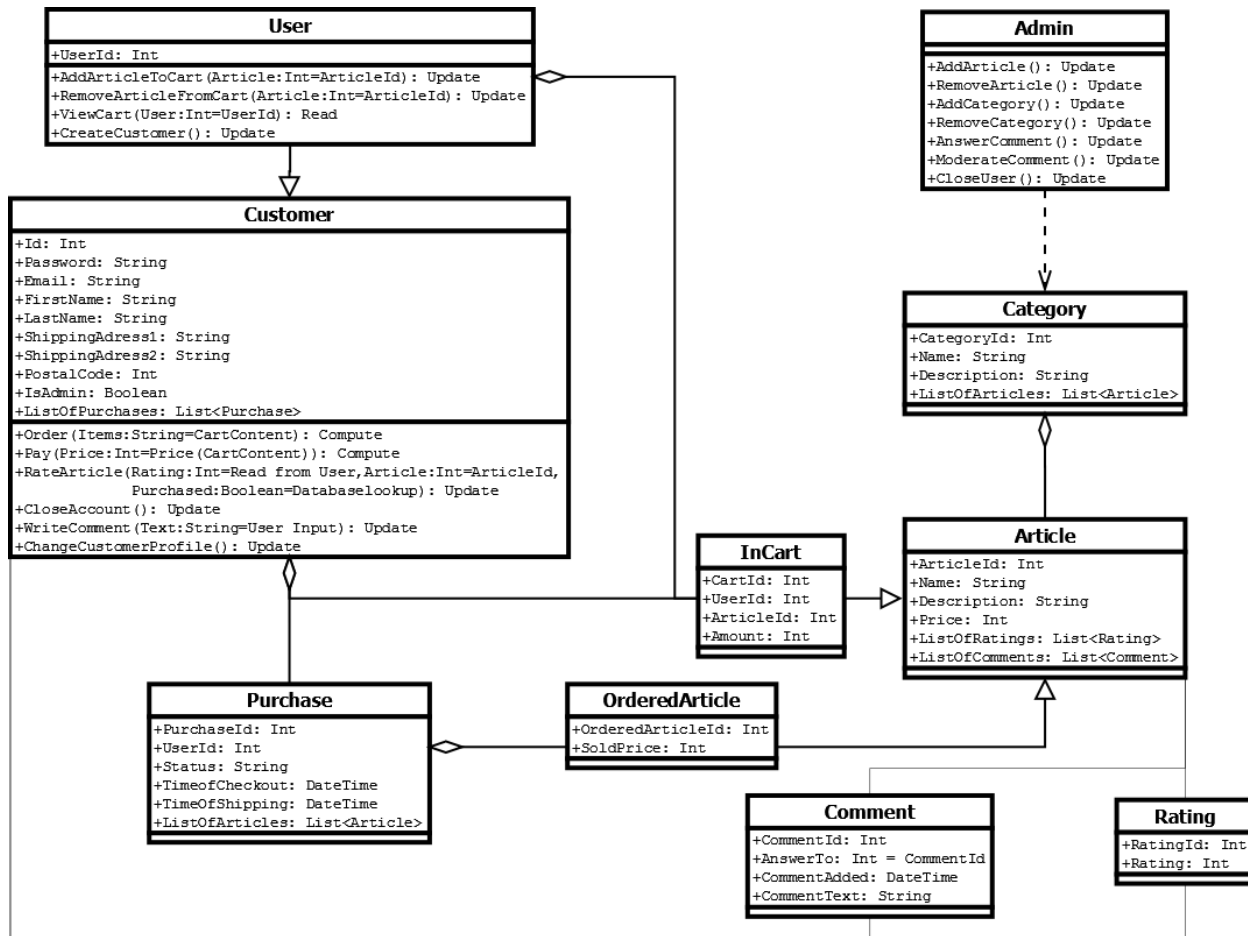 User
+UserId: Int
+AddArticleToCart(Article:Int=ArticleId): Update
+RemoveArticleFromCart(Article:Int=ArticleId): Update
+ViewCart(User:Int=UserId): Read
+CreateCustomer(): Update
Admin
+AddArticle(): Update
+RemoveArticle(): Update
+AddCategory(): Update
+RemoveCategory(): Update
+AnswerComment(): Update
+ModerateComment(): Update
+CloseUser(): Update
Customer
+Id: Int
+Password: String
+Email: String
+FirstName: String
+LastName: String
+ShippingAdress1: String
+ShippingAdress2: String
+PostalCode: Int
+IsAdmin: Boolean
+ListOfPurchases: List<Purchase>
+Order(Items:String=CartContent): Compute
+Pay(Price:Int=Price(CartContent)): Compute
+RateArticle(Rating:Int=Read from User,Article:Int=ArticleId,
Purchased:Boolean=Databaselookup): Update
+CloseAccount(): Update
+WriteComment(Text:String=User Input): Update
+ChangeCustomerProfile(): Update
Category
+CategoryId: Int
+Name: String
+Description: String
+ListOfArticles: List<Article>
InCart
+CartId: Int
+UserId: Int
+ArticleId: Int
+Amount: Int
Article
+ArticleId: Int
+Name: String
+Description: String
+Price: Int
+ListOfRatings: List<Rating>
+ListOfComments: List<Comment>
Purchase
+PurchaseId: Int
+UserId: Int
+Status: String
+TimeofCheckout: DateTime
+TimeOfShipping: DateTime
+ListOfArticles: List<Article>
OrderedArticle
+OrderedArticleId: Int
+SoldPrice: Int
Comment
+CommentId: Int
+AnswerTo: Int = CommentId
+CommentAdded: DateTime
+CommentText: String
Rating
+RatingId: Int
+Rating: Int